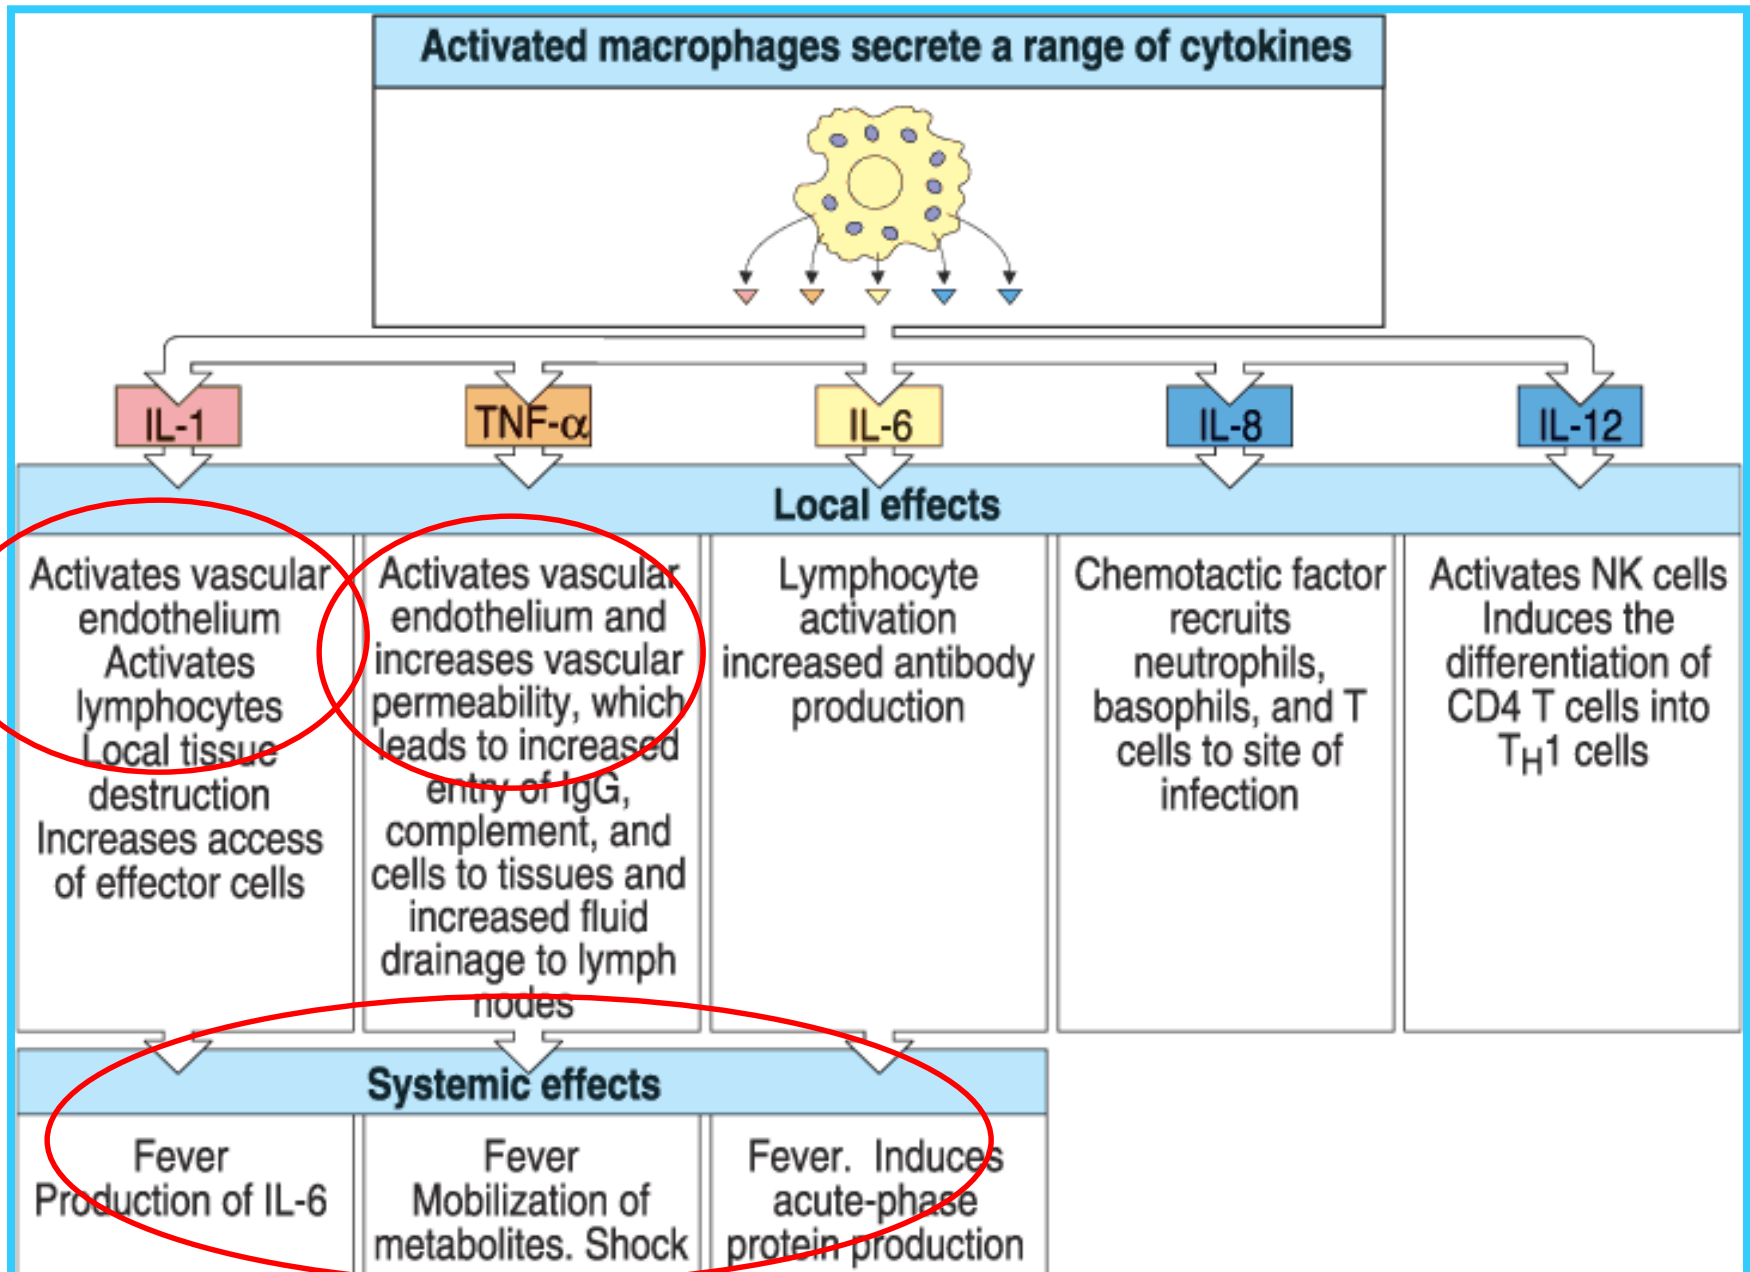 Activated macrophages secrete a range of cytokines
IL-1
TNF-α
IL-6
IL-8
IL-12
Local effects
Activates vascular
endothelium
Activates
lymphocytes
Local tissue
destruction
Increases access
of effector cells
Activates vascular
endothelium and
increases vascular
permeability, which
leads to increased
entry of IgG,
complement, and
cells to tissues and
increased fluid
drainage to lymph
nodes
Lymphocyte
activation
increased antibody
production
Chemotactic factor
recruits
neutrophils,
basophils, and T
cells to site of
infection
Activates NK cells
Induces the
differentiation of
CD4 T cells into
TH1 cells
Systemic effects
Fever
Production of IL-6
Fever
Mobilization of
metabolites. Shock
Fever. Induces
acute-phase
protein production